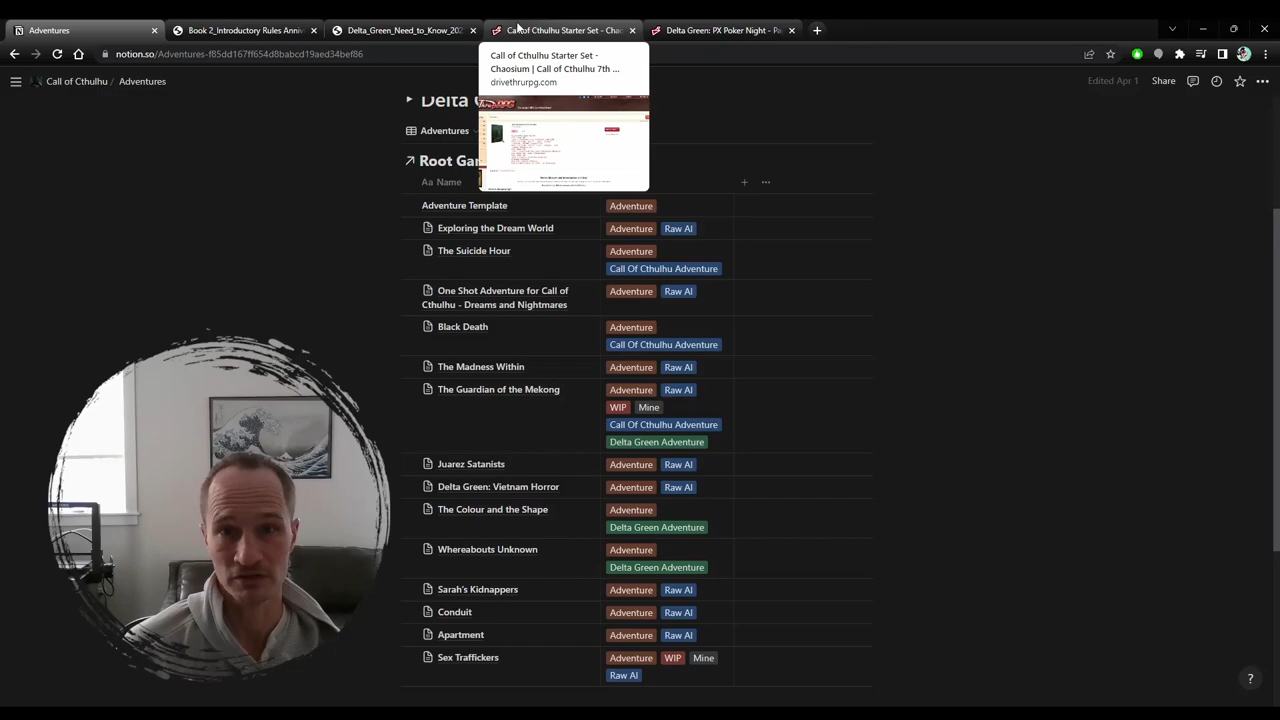 Adventures
Book 2_Introductory Rules Anniv
Delta_Green_Need_to_Know_202
Call of Cthulhu Starter Set - Chao
Delta Green: PX Poker Night - Pa
notion.so/Adventures-f85dd167ff654d8babcd19ad34bef86
Call of Cthulhu / Adventures
Edited Apr 1
Share
Call of Cthulhu Starter Set -
Chaosium | Call of Cthulhu 7th ...
drivethrurpg.com
Delta G
Adventures
Root Ga
Aa Name
Adventure Template
Adventure
Exploring the Dream World
Adventure Raw AI
The Suicide Hour
Adventure
Call Of Cthulhu Adventure
One Shot Adventure for Call of
Cthulhu - Dreams and Nightmares
Adventure Raw AI
Black Death
Adventure
Call Of Cthulhu Adventure
The Madness Within
Adventure Raw AI
The Guardian of the Mekong
Adventure Raw AI
WIP Mine
Call Of Cthulhu Adventure
Delta Green Adventure
Juarez Satanists
Adventure Raw AI
Delta Green: Vietnam Horror
Adventure Raw AI
The Colour and the Shape
Adventure
Delta Green Adventure
Whereabouts Unknown
Adventure
Delta Green Adventure
Sarah's Kidnappers
Adventure Raw AI
Conduit
Adventure Raw AI
Apartment
Adventure Raw AI
Sex Traffickers
Adventure WIP Mine
Raw AI
?